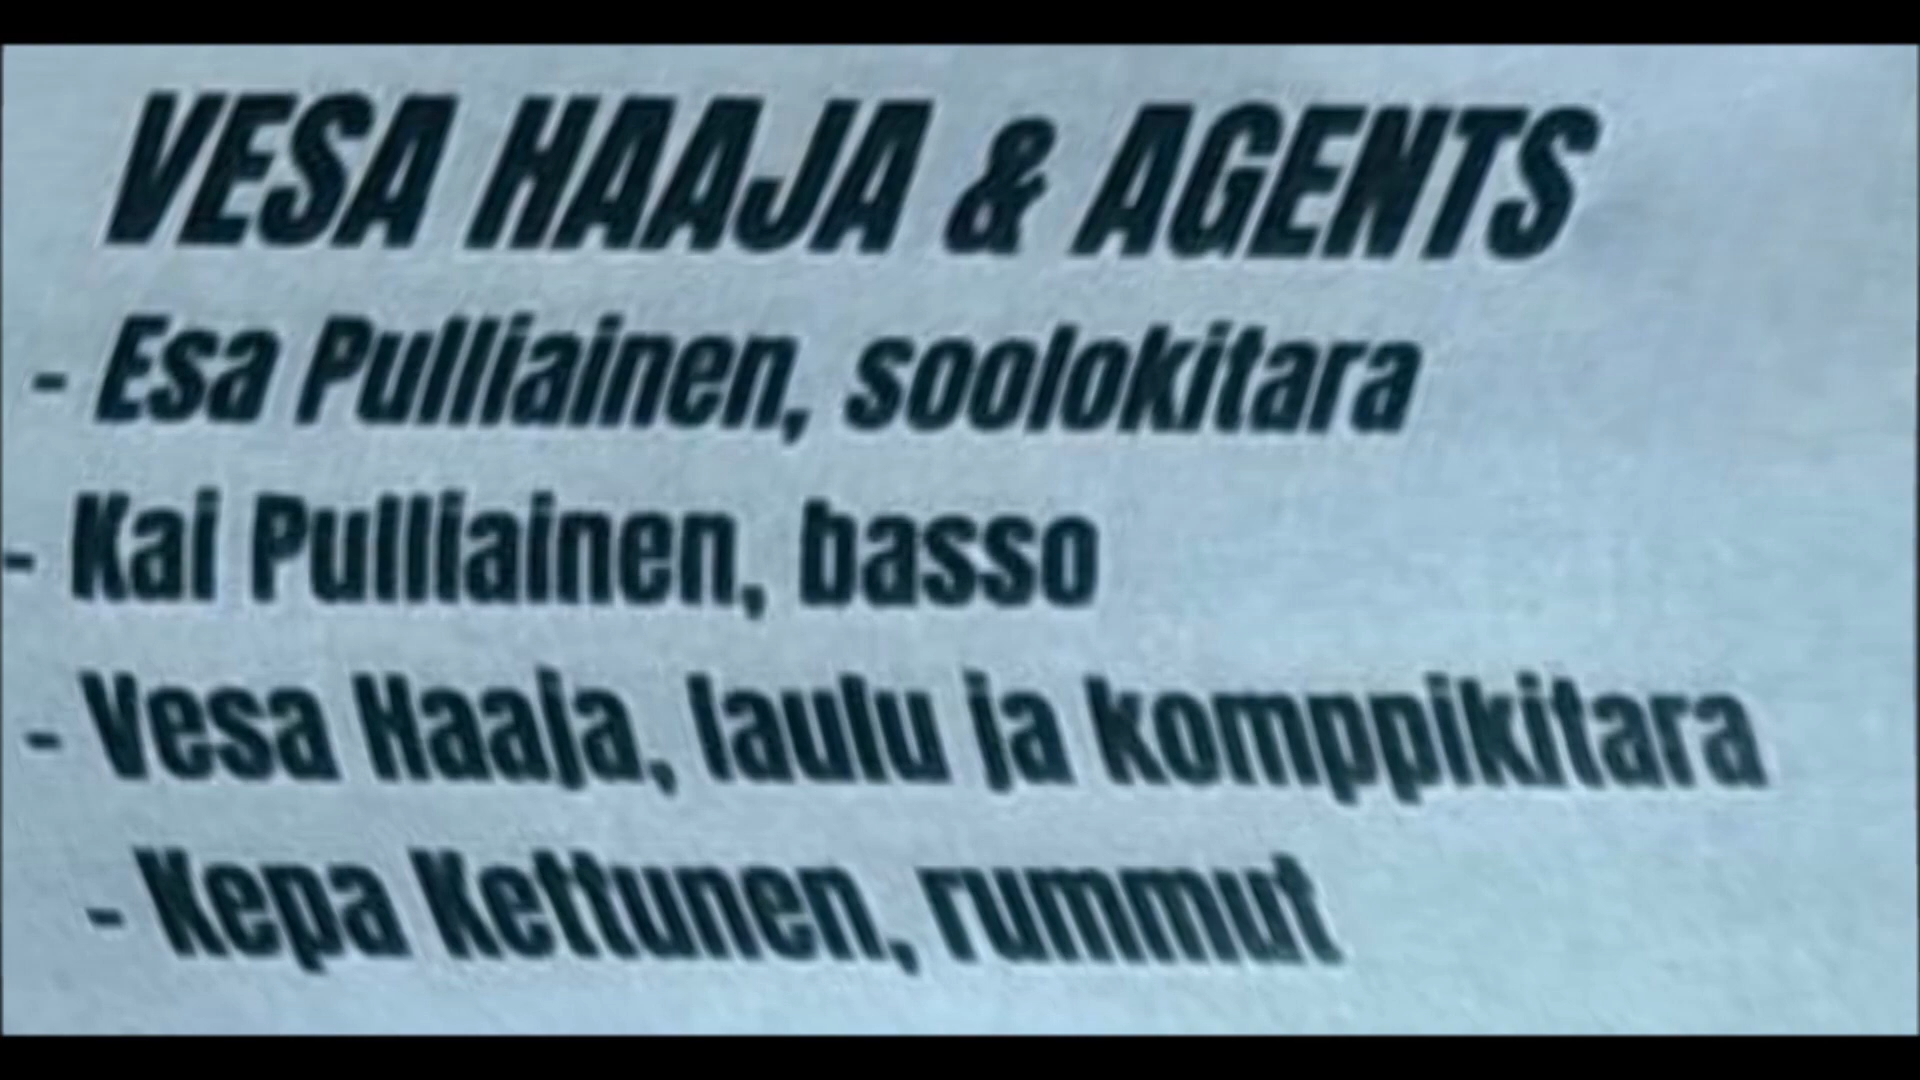 VESA HAAJA & AGENTS
- Esa Pulliainen, soolokitara
- Kai Pulliainen, basso
- Vesa Haaja, laulu ja komppikitara
- Kepa Kettunen, rummut